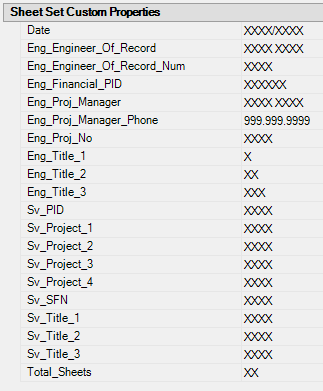 Sheet Set Custom Properties
Date XXXX/XXXX
Eng_Engineer_Of_Record XXXX XXXX
Eng_Engineer_Of_Record_Num XXXX
Eng_Financial_PID XXXXXX
Eng_Proj_Manager XXXX XXXX
Eng_Proj_Manager_Phone 999.999.9999
Eng_Proj_No XXXX
Eng_Title_1 X
Eng_Title_2 XX
Eng_Title_3 XXX
Sv_PID XXXX
Sv_Project_1 XXXX
Sv_Project_2 XXXX
Sv_Project_3 XXXX
Sv_Project_4 XXXX
Sv_SFN XXXX
Sv_Title_1 XXXX
Sv_Title_2 XXXX
Sv_Title_3 XXXX
Total_Sheets XX